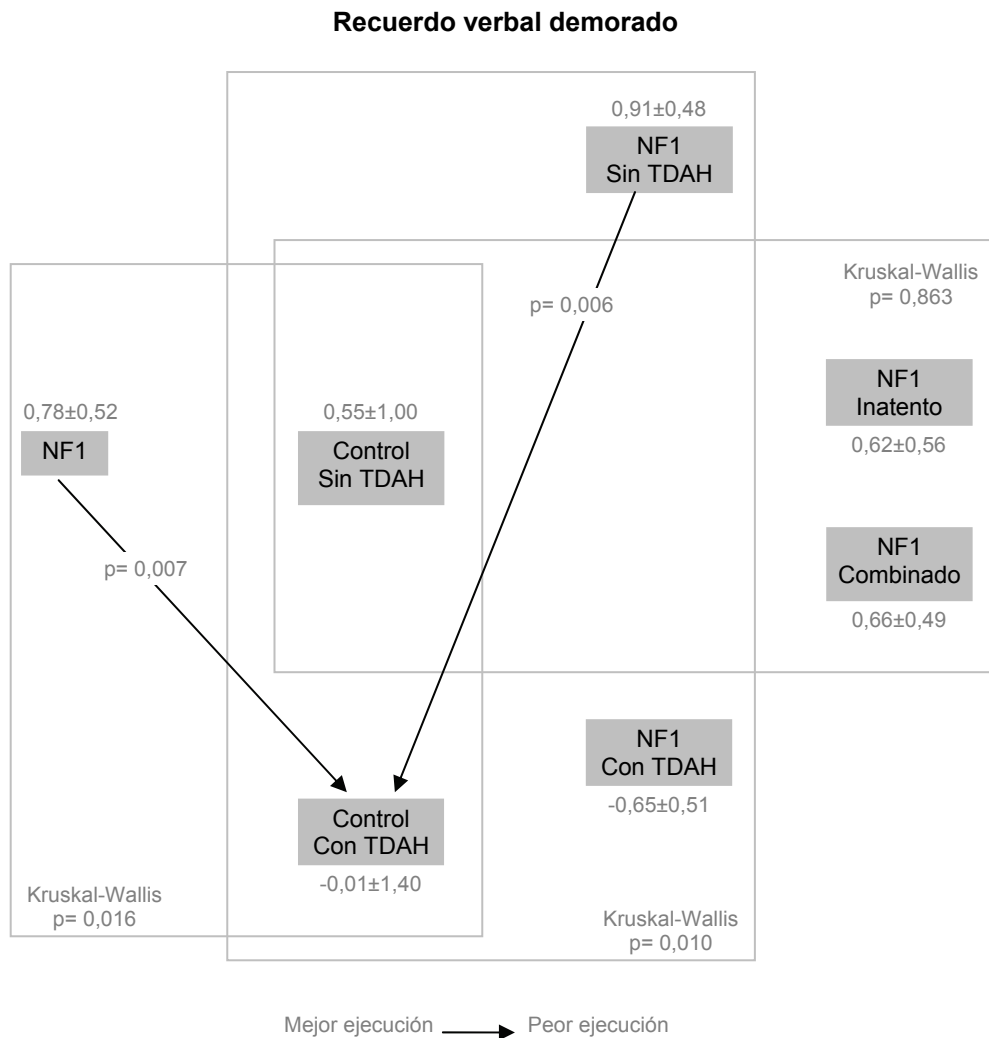 Recuerdo verbal demorado
0,91±0,48
NF1
Sin TDAH
Kruskal-Wallis
p= 0,863
p= 0,006
NF1
Inatento
0,62±0,56
0,78±0,52
NF1
0,55±1,00
Control
Sin TDAH
p= 0,007
NF1
Combinado
0,66±0,49
NF1
Con TDAH
-0,65±0,51
Control
Con TDAH
-0,01±1,40
Kruskal-Wallis
p= 0,016
Kruskal-Wallis
p= 0,010
Mejor ejecución
Peor ejecución